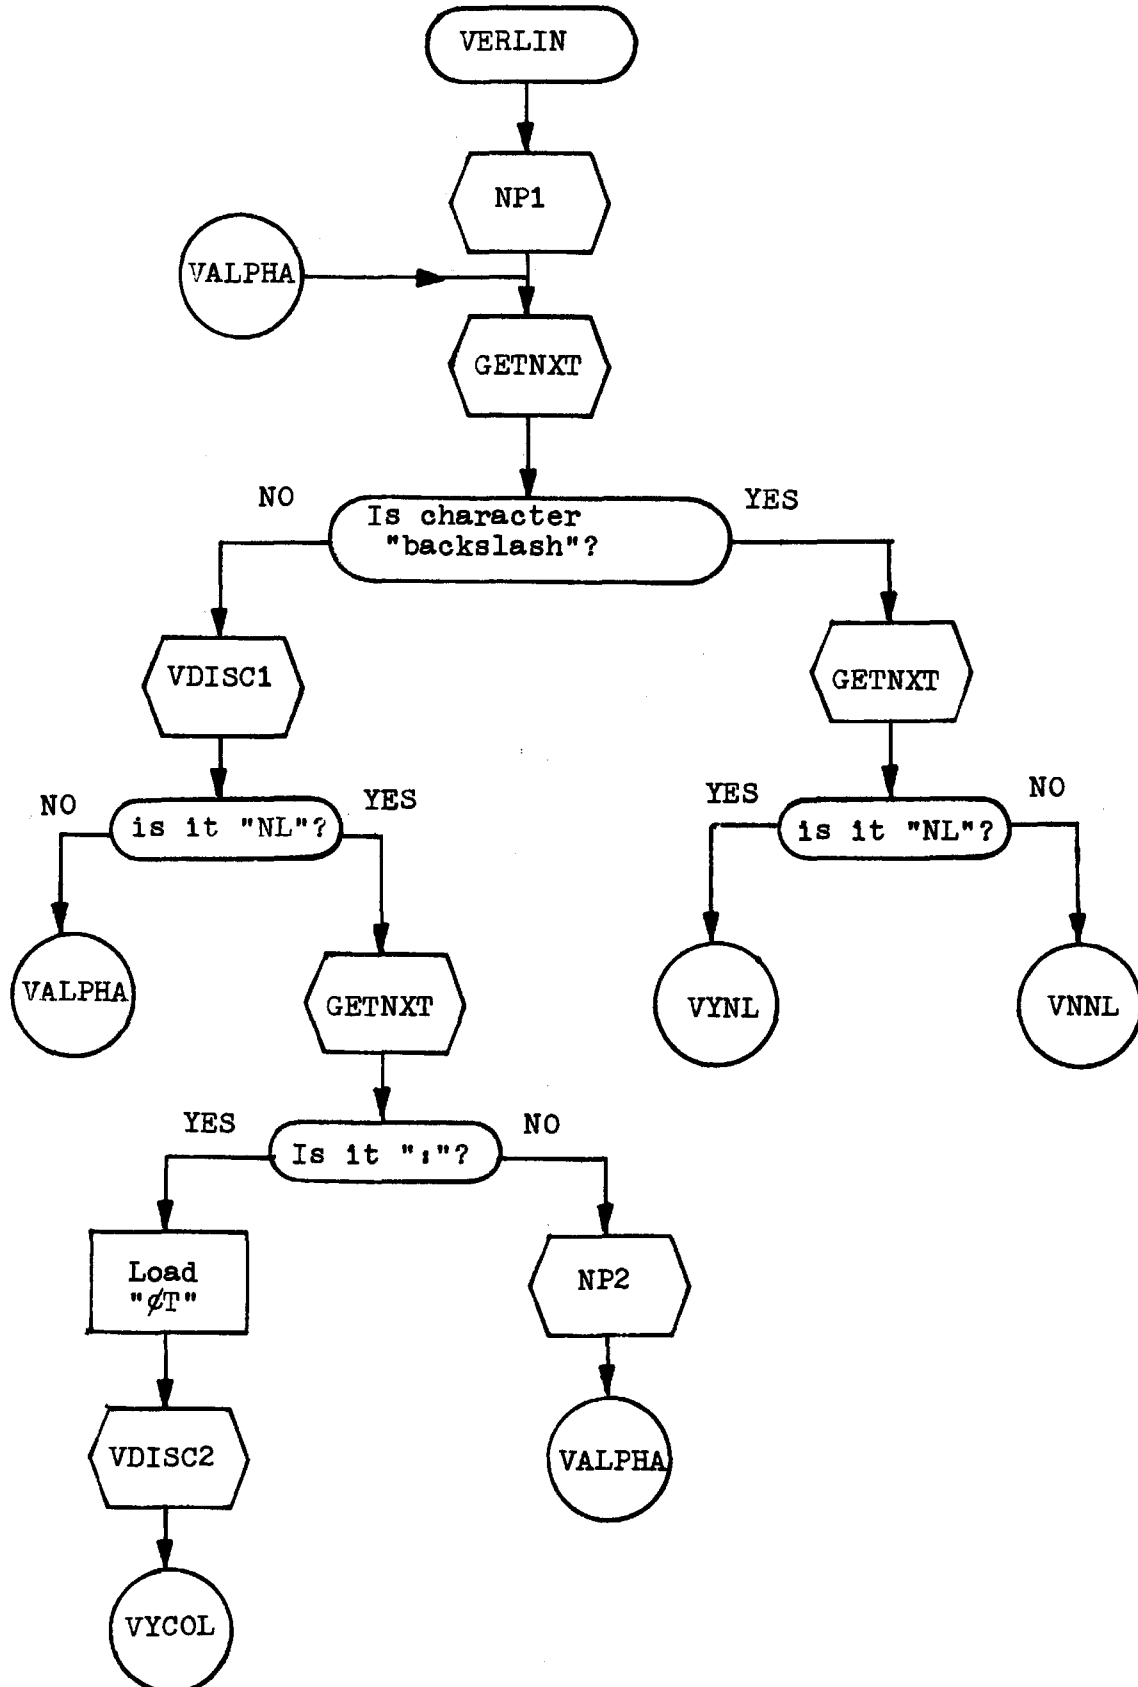 VERLIN
NP1
VALPHA
GETNXT
NO
YES
Is character
"backslash"?
VDISC1
GETNXT
NO
YES
is it "NL"?
YES
NO
is it "NL"?
VALPHA
GETNXT
VYNL
VNNL
YES
NO
Is it ":"?
Load
"∅T"
NP2
VDISC2
VALPHA
VYCOL